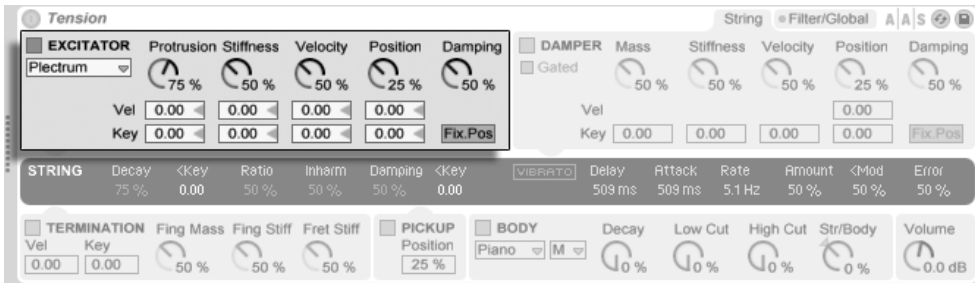 Tension String Filter/Global A A S
EXCITATOR Protrusion Stiffness Velocity Position Damping
Plectrum 75 % 50 % 50 % 25 % 50 %
Vel 0.00 0.00 0.00 0.00
Key 0.00 0.00 0.00 0.00 Fix.Pos
DAMPER Mass Stiffness Velocity Position Damping
Gated 50 % 50 % 50 % 25 % 50 %
Vel 0.00
Key 0.00 0.00 0.00 0.00 Fix.Pos
STRING Decay <Key Ratio Inharm Damping <Key VIBRATO Delay Attack Rate Amount <Mod Error
75 % 0.00 50 % 50 % 50 % 0.00 509 ms 509 ms 5.1 Hz 50 % 50 % 50 %
TERMINATION Fing Mass Fing Stiff Fret Stiff
Vel Key
0.00 0.00 50 % 50 % 50 %
PICKUP
Position
25 %
BODY Decay Low Cut High Cut Str/Body
Piano M 0 % 0 % 0 % 0 %
Volume
0.0 dB